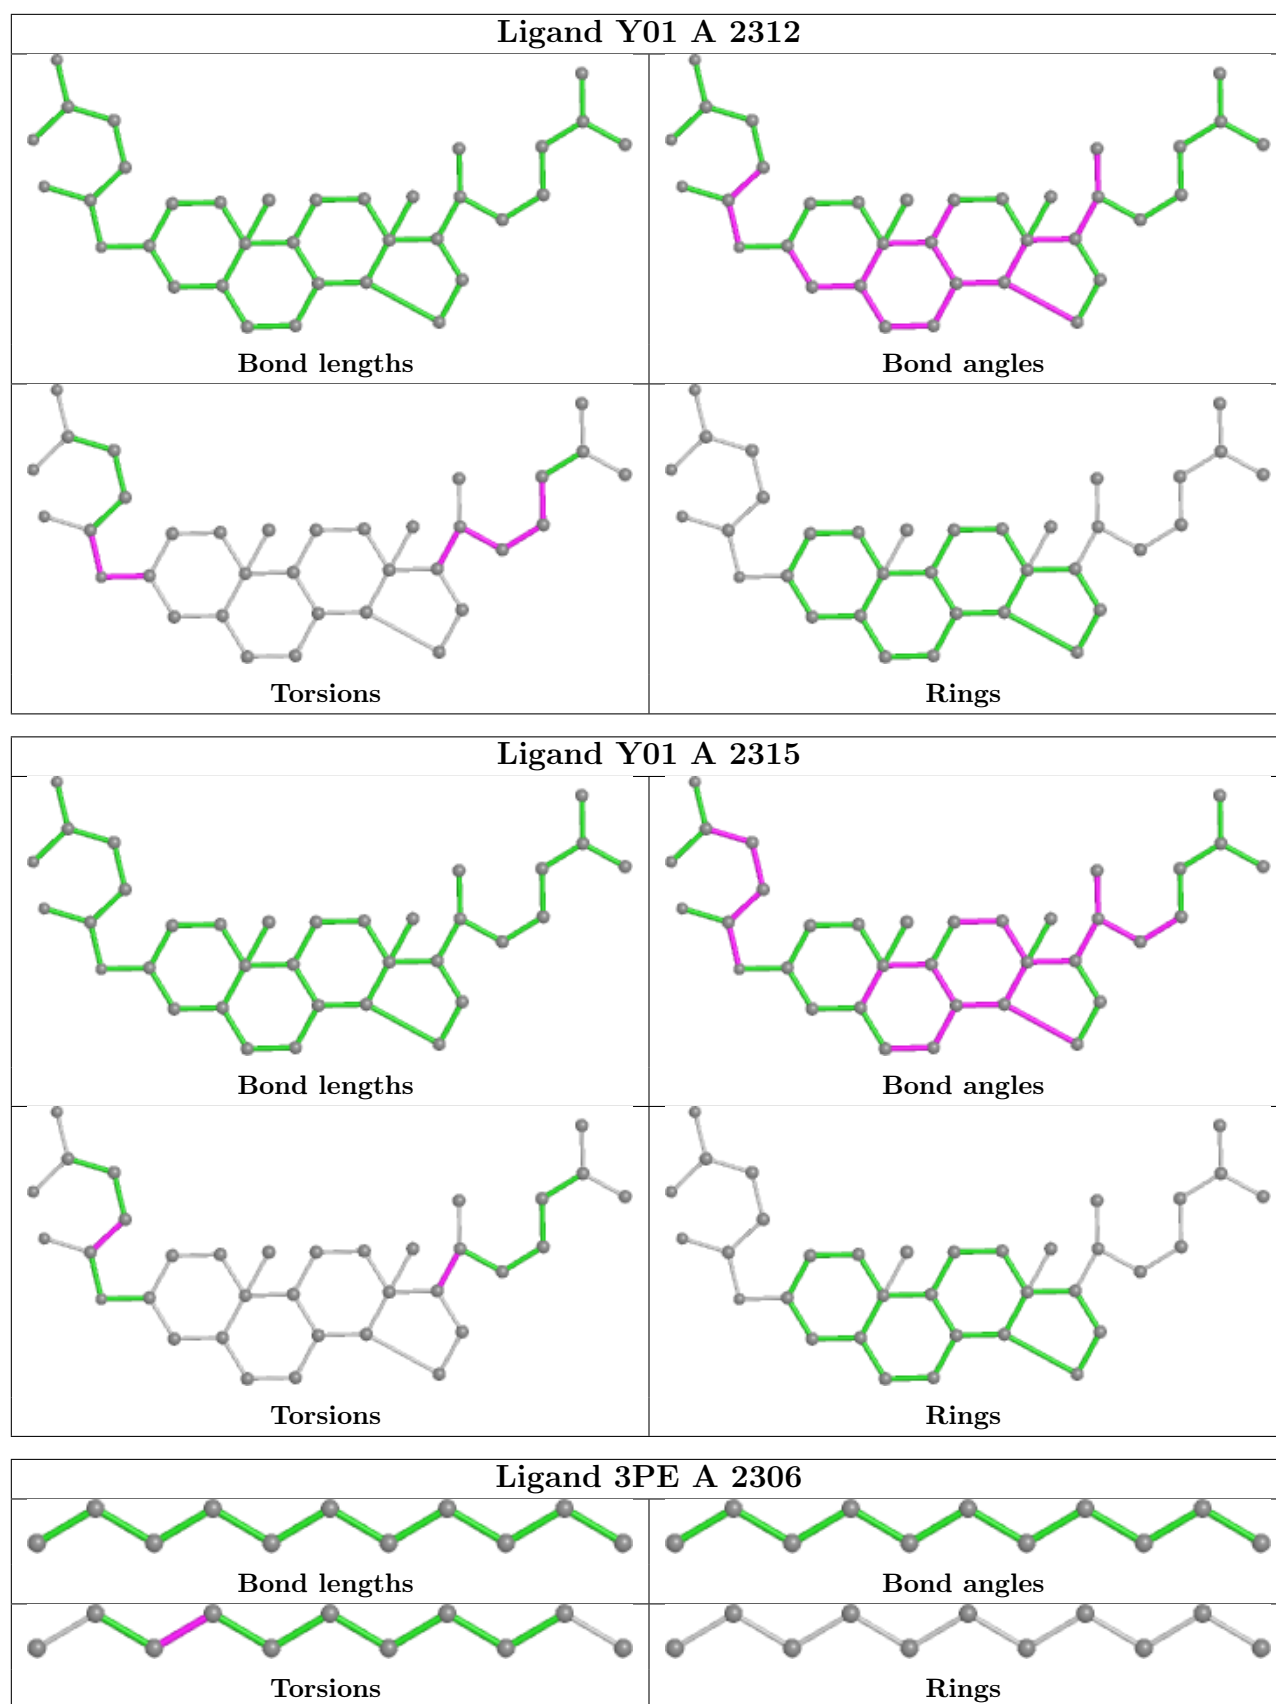 Ligand Y01 A 2312
Bond lengths
Bond angles
Torsions
Rings
Ligand Y01 A 2315
Bond lengths
Bond angles
Torsions
Rings
Ligand 3PE A 2306
Bond lengths
Bond angles
Torsions
Rings